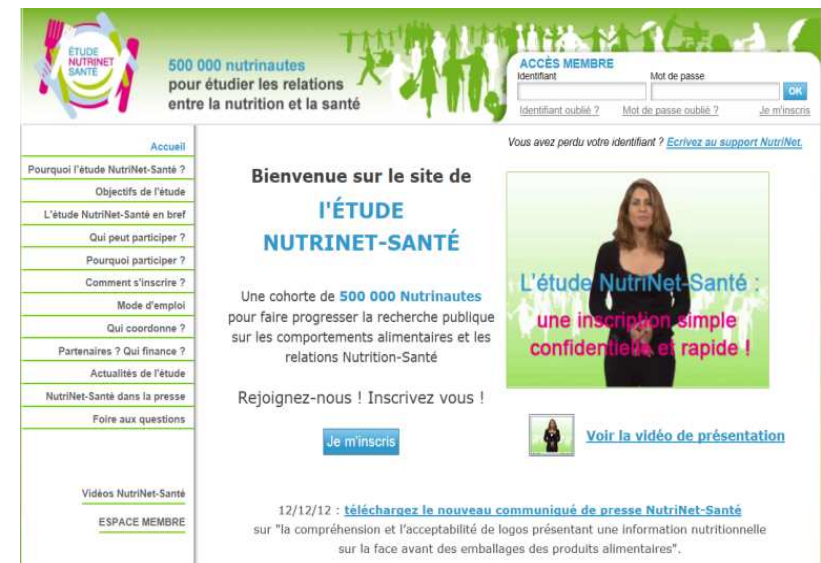 ÉTUDE
NUTRINET
SANTÉ
500 000 nutrinautes
pour étudier les relations
entre la nutrition et la santé
ACCÈS MEMBRE
Identifiant
Mot de passe
OK
Identifiant oublié ?
Mot de passe oublié ?
Je m'inscris
Vous avez perdu votre identifiant ? Ecrivez au support NutriNet.
Accueil
Pourquoi l'étude NutriNet-Santé ?
Objectifs de l'étude
L'étude NutriNet-Santé en bref
Qui peut participer ?
Pourquoi participer ?
Comment s'inscrire ?
Mode d'emploi
Qui coordonne ?
Partenaires ? Qui finance ?
Actualités de l'étude
NutriNet-Santé dans la presse
Foire aux questions
Vidéos NutriNet-Santé
ESPACE MEMBRE
Bienvenue sur le site de
l'ÉTUDE
NUTRINET-SANTÉ
Une cohorte de 500 000 Nutrinautes
pour faire progresser la recherche publique
sur les comportements alimentaires et les
relations Nutrition-Santé
Rejoignez-nous ! Inscrivez vous !
Je m'inscris
L'étude NutriNet-Santé :
une inscription simple
confidentielle et rapide !
Voir la vidéo de présentation
12/12/12 : téléchargez le nouveau communiqué de presse NutriNet-Santé
sur "la compréhension et l'acceptabilité de logos présentant une information nutritionnelle
sur la face avant des emballages des produits alimentaires".